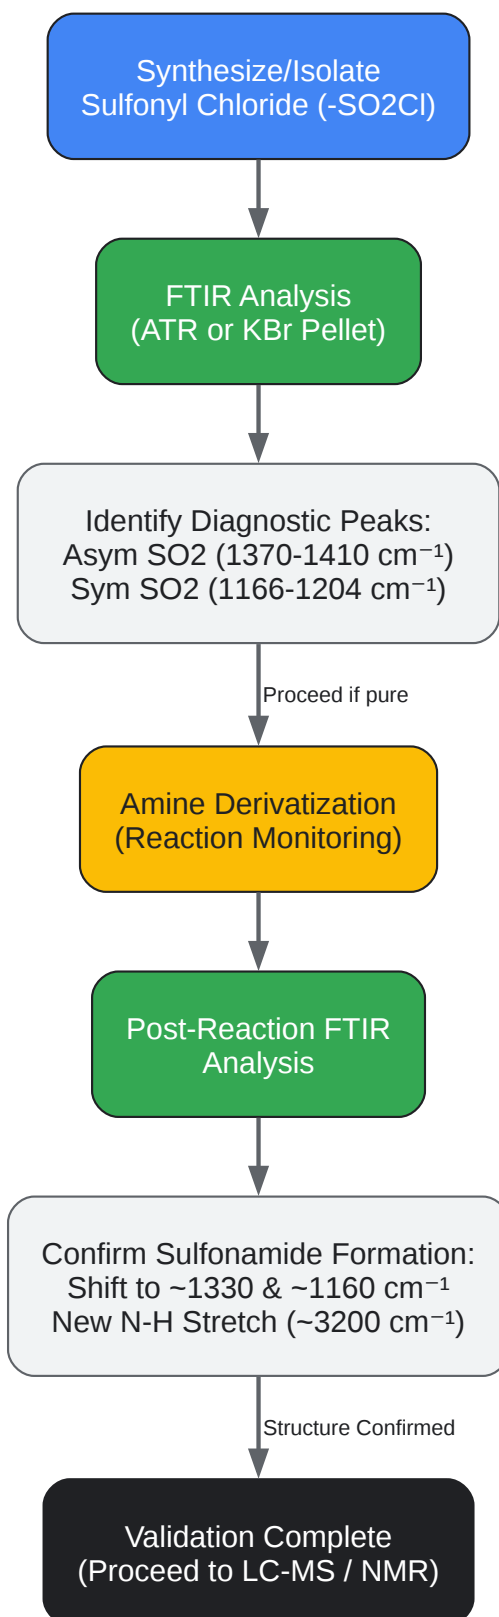 Synthesize/Isolate
Sulfonyl Chloride (-SO2Cl)
FTIR Analysis
(ATR or KBr Pellet)
Identify Diagnostic Peaks:
Asym SO2 (1370-1410 cm⁻¹)
Sym SO2 (1166-1204 cm⁻¹)
Proceed if pure
Amine Derivatization
(Reaction Monitoring)
Post-Reaction FTIR
Analysis
Confirm Sulfonamide Formation:
Shift to ~1330 & ~1160 cm⁻¹
New N-H Stretch (~3200 cm⁻¹)
Structure Confirmed
Validation Complete
(Proceed to LC-MS / NMR)